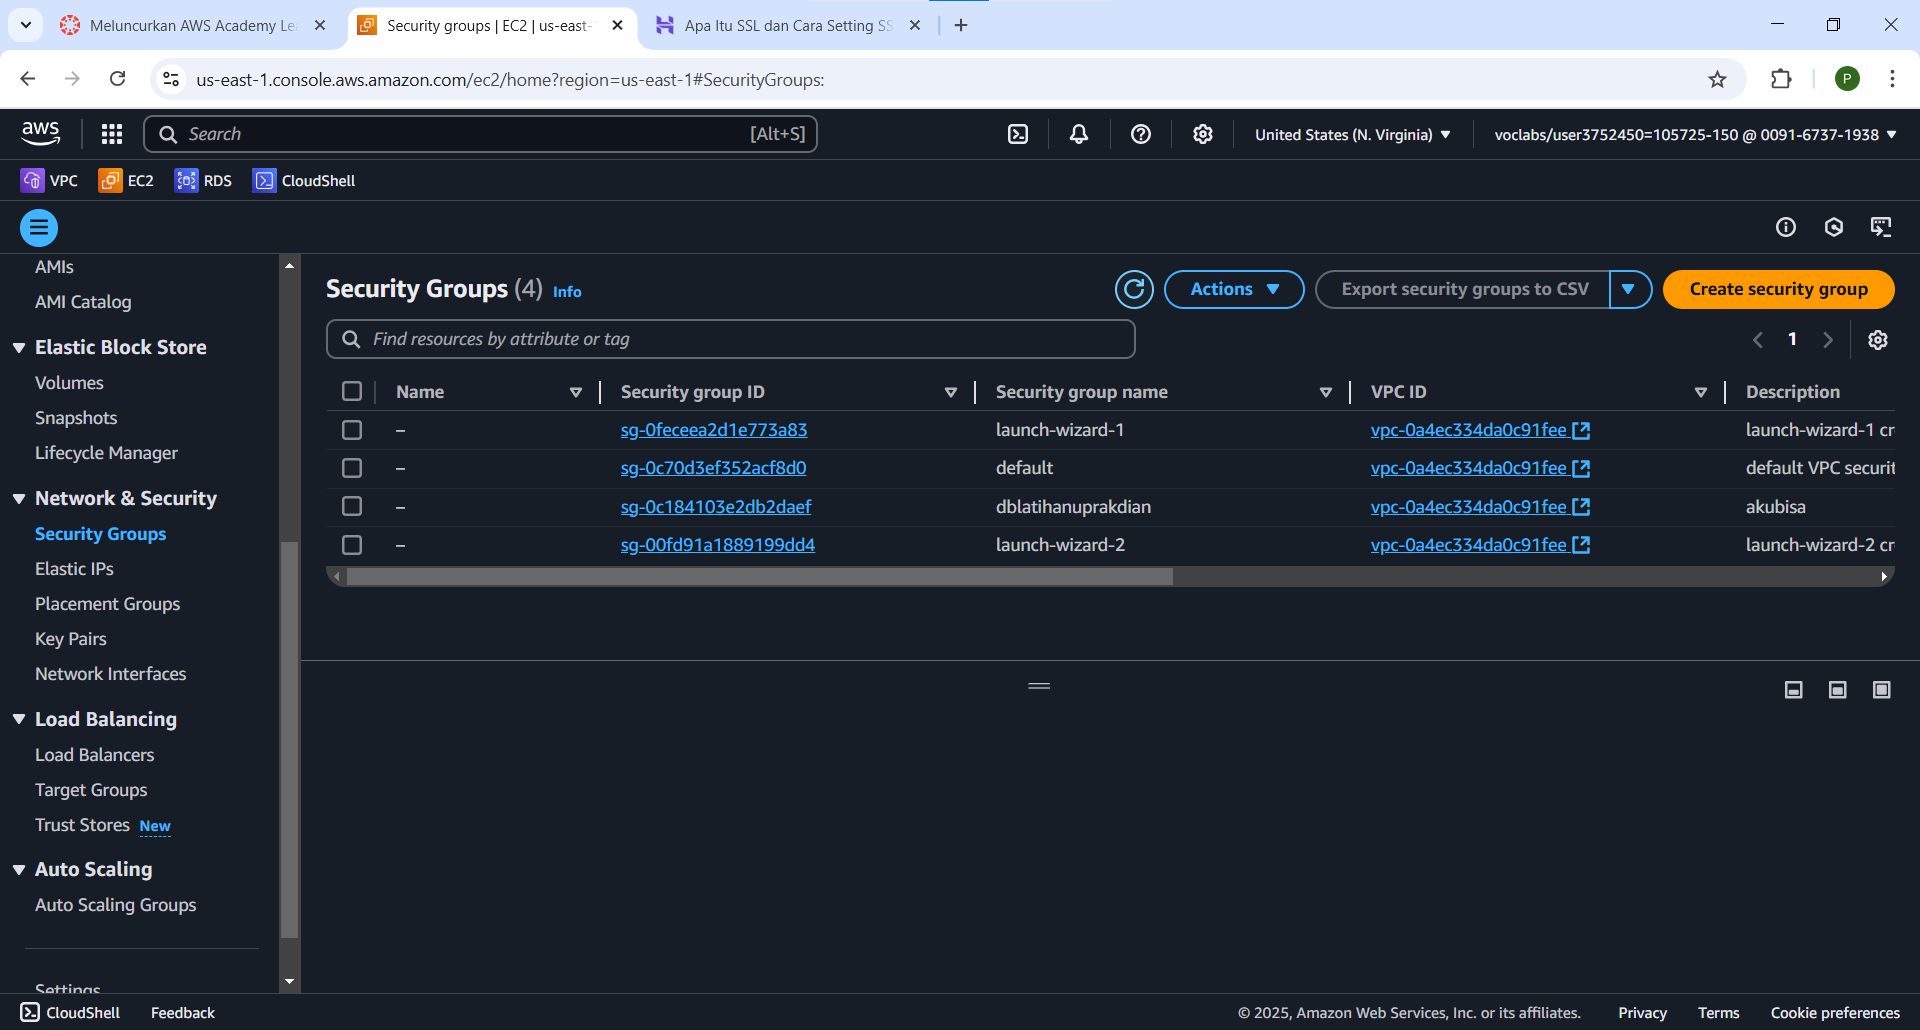 Meluncurkan AWS Academy Lea
Security groups | EC2 | us-east-
Apa Itu SSL dan Cara Setting SS
us-east-1.console.aws.amazon.com/ec2/home?region=us-east-1#SecurityGroups:
P
aws
Search
[Alt+S]
United States (N. Virginia)
voclabs/user3752450=105725-150 @ 0091-6737-1938
VPC
EC2
RDS
CloudShell
AMIs
AMI Catalog
Elastic Block Store
Volumes
Snapshots
Lifecycle Manager
Network & Security
Security Groups
Elastic IPs
Placement Groups
Key Pairs
Network Interfaces
Load Balancing
Load Balancers
Target Groups
Trust Stores New
Auto Scaling
Auto Scaling Groups
Settings
Security Groups (4) Info
Actions
Export security groups to CSV
Create security group
Find resources by attribute or tag
1
Name Security group ID Security group name VPC ID Description
– sg-0feceea2d1e773a83 launch-wizard-1 vpc-0a4ec334da0c91fee launch-wizard-1 cr
– sg-0c70d3ef352acf8d0 default vpc-0a4ec334da0c91fee default VPC securit
– sg-0c184103e2db2daef dblatihanuprakdian vpc-0a4ec334da0c91fee akubisa
– sg-00fd91a1889199dd4 launch-wizard-2 vpc-0a4ec334da0c91fee launch-wizard-2 cr
CloudShell Feedback © 2025, Amazon Web Services, Inc. or its affiliates. Privacy Terms Cookie preferences